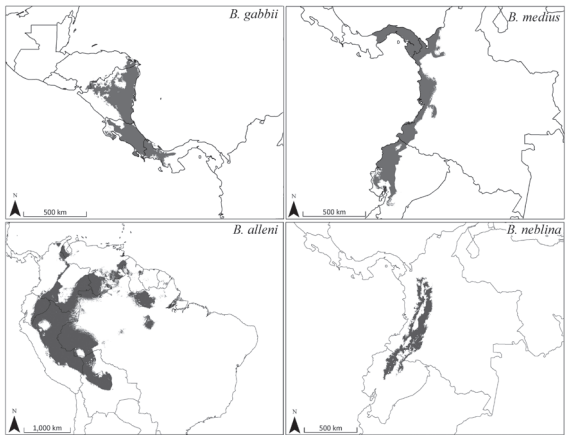 B. gabbii
N
500 km
B. medius
N
500 km
B. alleni
N
1,000 km
B. neblina
N
500 km